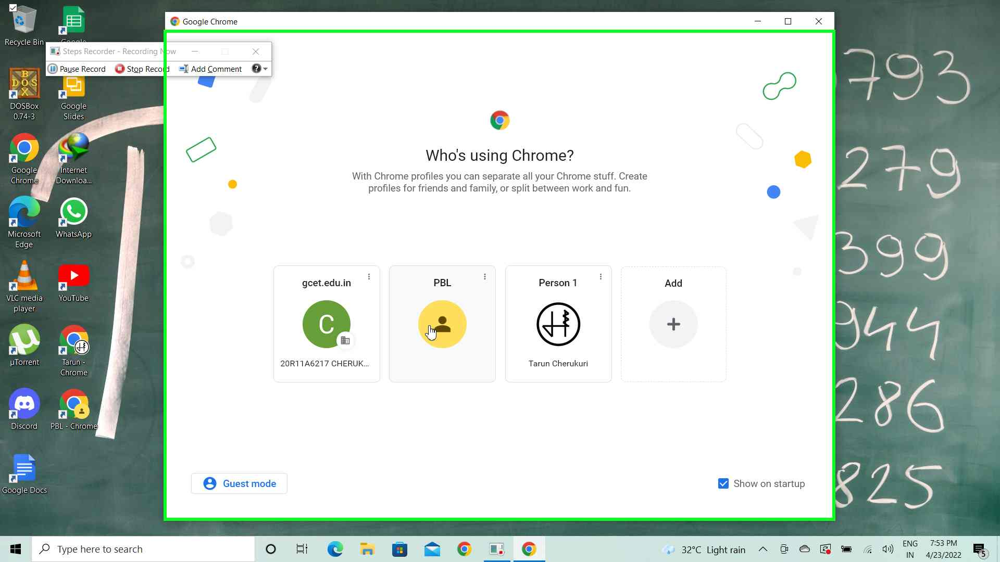 Recycle Bin
Google
Steps Recorder - Recording Now
Pause Record
Stop Record
Add Comment
DOSBox
0.74-3
Google
Slides
Google
Chrome
Internet
Downloa...
Microsoft
Edge
WhatsApp
VLC media
player
YouTube
µTorrent
Tarun -
Chrome
Discord
PBL - Chrome
Google Docs
Google Chrome
Who's using Chrome?
With Chrome profiles you can separate all your Chrome stuff. Create
profiles for friends and family, or split between work and fun.
gcet.edu.in
C
20R11A6217 CHERUK...
PBL
Person 1
Tarun Cherukuri
Add
Guest mode
Show on startup
793
279
399
944
286
825
Type here to search
32°C Light rain
ENG
IN
7:53 PM
4/23/2022
5